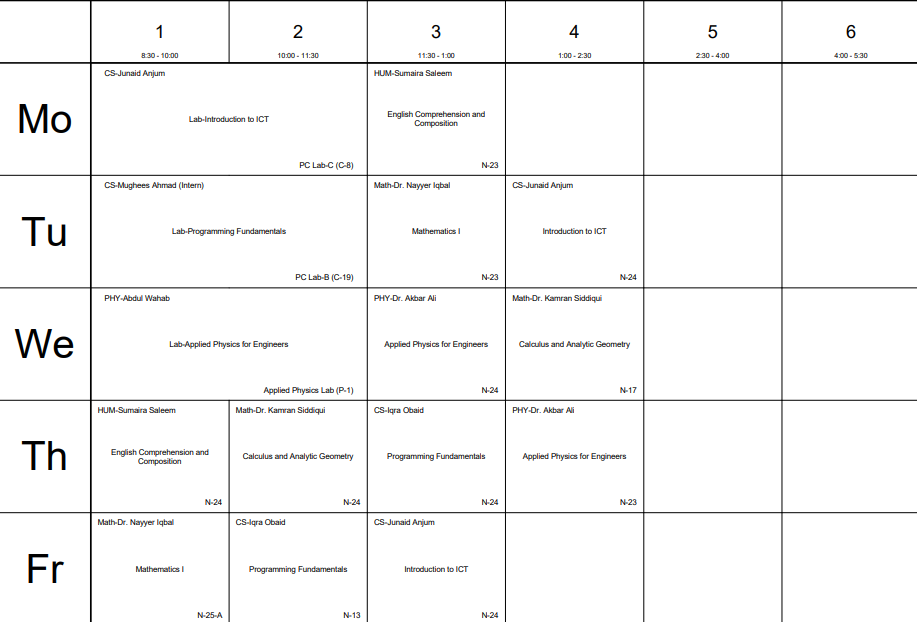 1 2 3 4 5 6
8:30 - 10:00 10:00 - 11:30 11:30 - 1:00 1:00 - 2:30 2:30 - 4:00 4:00 - 5:30
Mo
CS-Junaid Anjum
Lab-Introduction to ICT
PC Lab-C (C-8)
HUM-Sumaira Saleem
English Comprehension and
Composition
N-23
Tu
CS-Mughees Ahmad (Intern)
Lab-Programming Fundamentals
PC Lab-B (C-19)
Math-Dr. Nayyer Iqbal
Mathematics I
N-23
CS-Junaid Anjum
Introduction to ICT
N-24
We
PHY-Abdul Wahab
Lab-Applied Physics for Engineers
Applied Physics Lab (P-1)
PHY-Dr. Akbar Ali
Applied Physics for Engineers
N-24
Math-Dr. Kamran Siddiqui
Calculus and Analytic Geometry
N-17
Th
HUM-Sumaira Saleem
English Comprehension and
Composition
N-24
Math-Dr. Kamran Siddiqui
Calculus and Analytic Geometry
N-24
CS-Iqra Obaid
Programming Fundamentals
N-24
PHY-Dr. Akbar Ali
Applied Physics for Engineers
N-23
Fr
Math-Dr. Nayyer Iqbal
Mathematics I
N-25-A
CS-Iqra Obaid
Programming Fundamentals
N-13
CS-Junaid Anjum
Introduction to ICT
N-24